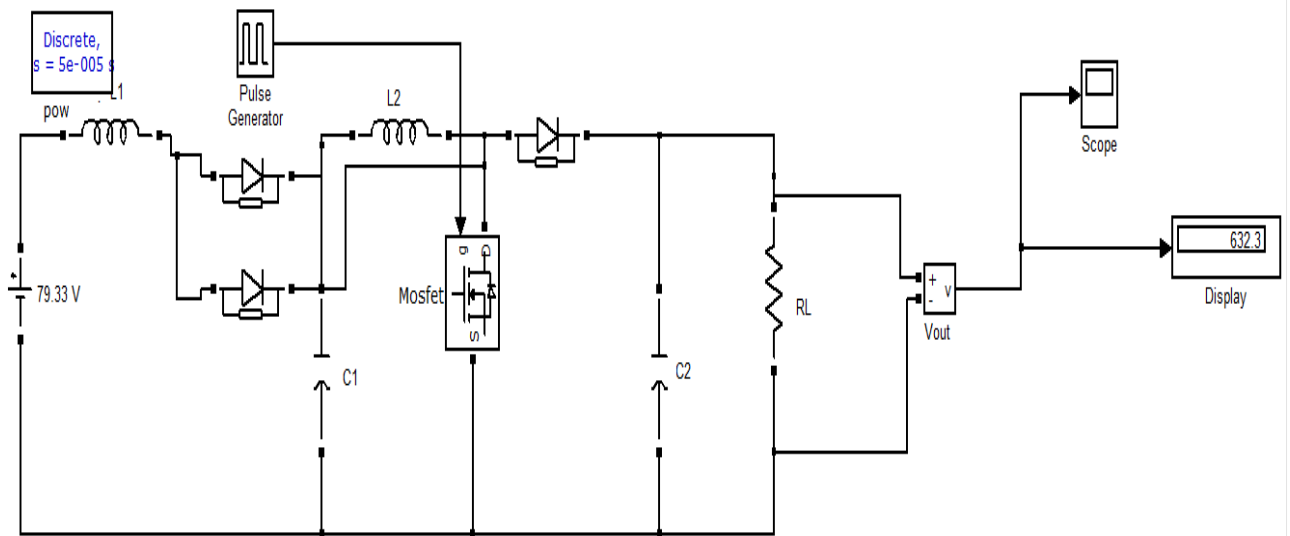 Discrete,
s = 5e-005 s
pow
L1
Pulse
Generator
L2
Scope
79.33 V
g
D
Mosfet
S
C1
C2
RL
+
-
v
Vout
632.3
Display